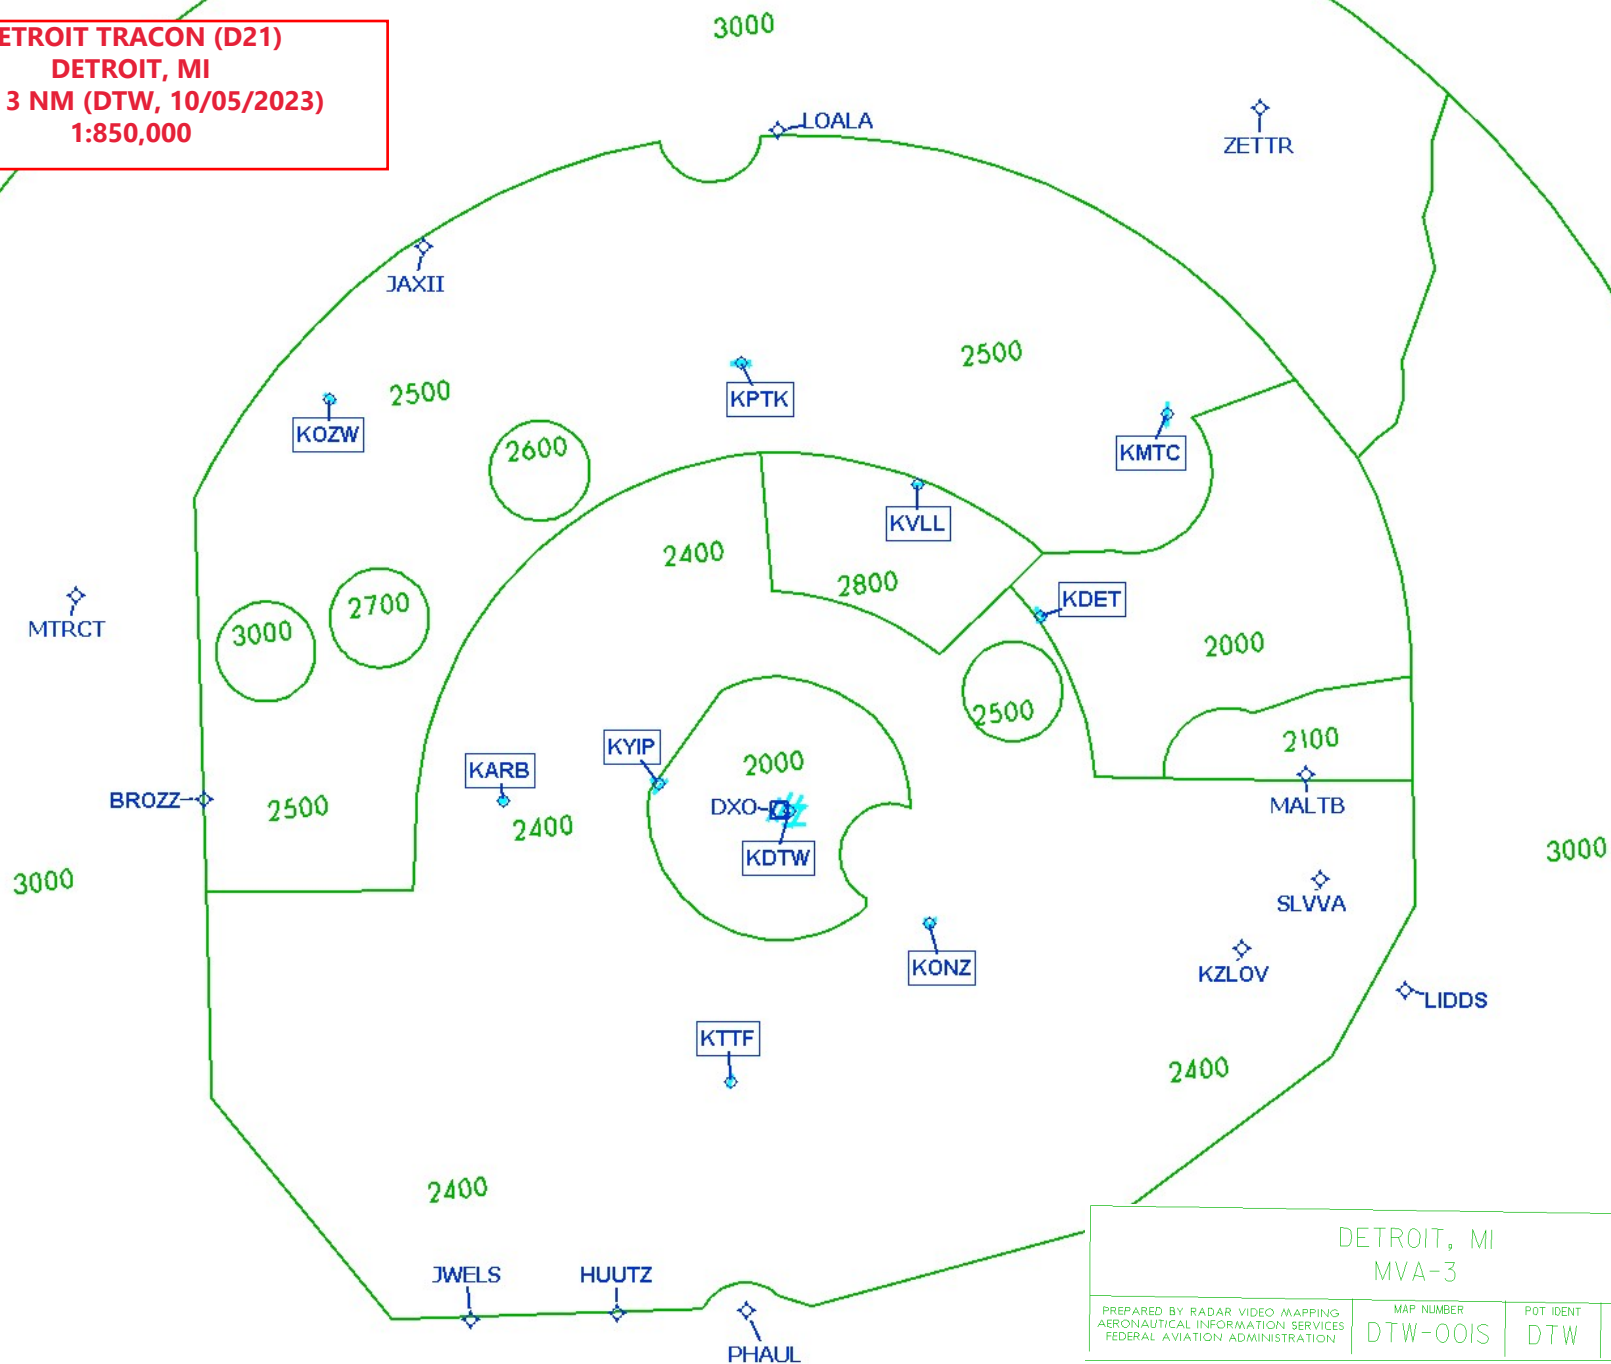 3000
ETROIT TRACON (D21)
DETROIT, MI
3 NM (DTW, 10/05/2023)
1:850,000
LOALA
ZETTR
JAXII
2500
2500
KPTK
KOZW
2600
KMTC
KVLL
2400
2800
KDET
2700
3000
MTRCT
2000
2500
2100
KYIP
2000
KARB
BROZZ
2500
2400
DXO
MALTB
KDTW
3000
3000
SLVVA
KONZ
KZLOV
LIDDS
KTTF
2400
2400
JWELS
HUUTZ
PHAUL
DETROIT, MI
MVA-3
PREPARED BY RADAR VIDEO MAPPING
AERONAUTICAL INFORMATION SERVICES
FEDERAL AVIATION ADMINISTRATION
MAP NUMBER
DTW-001S
POT IDENT
DTW